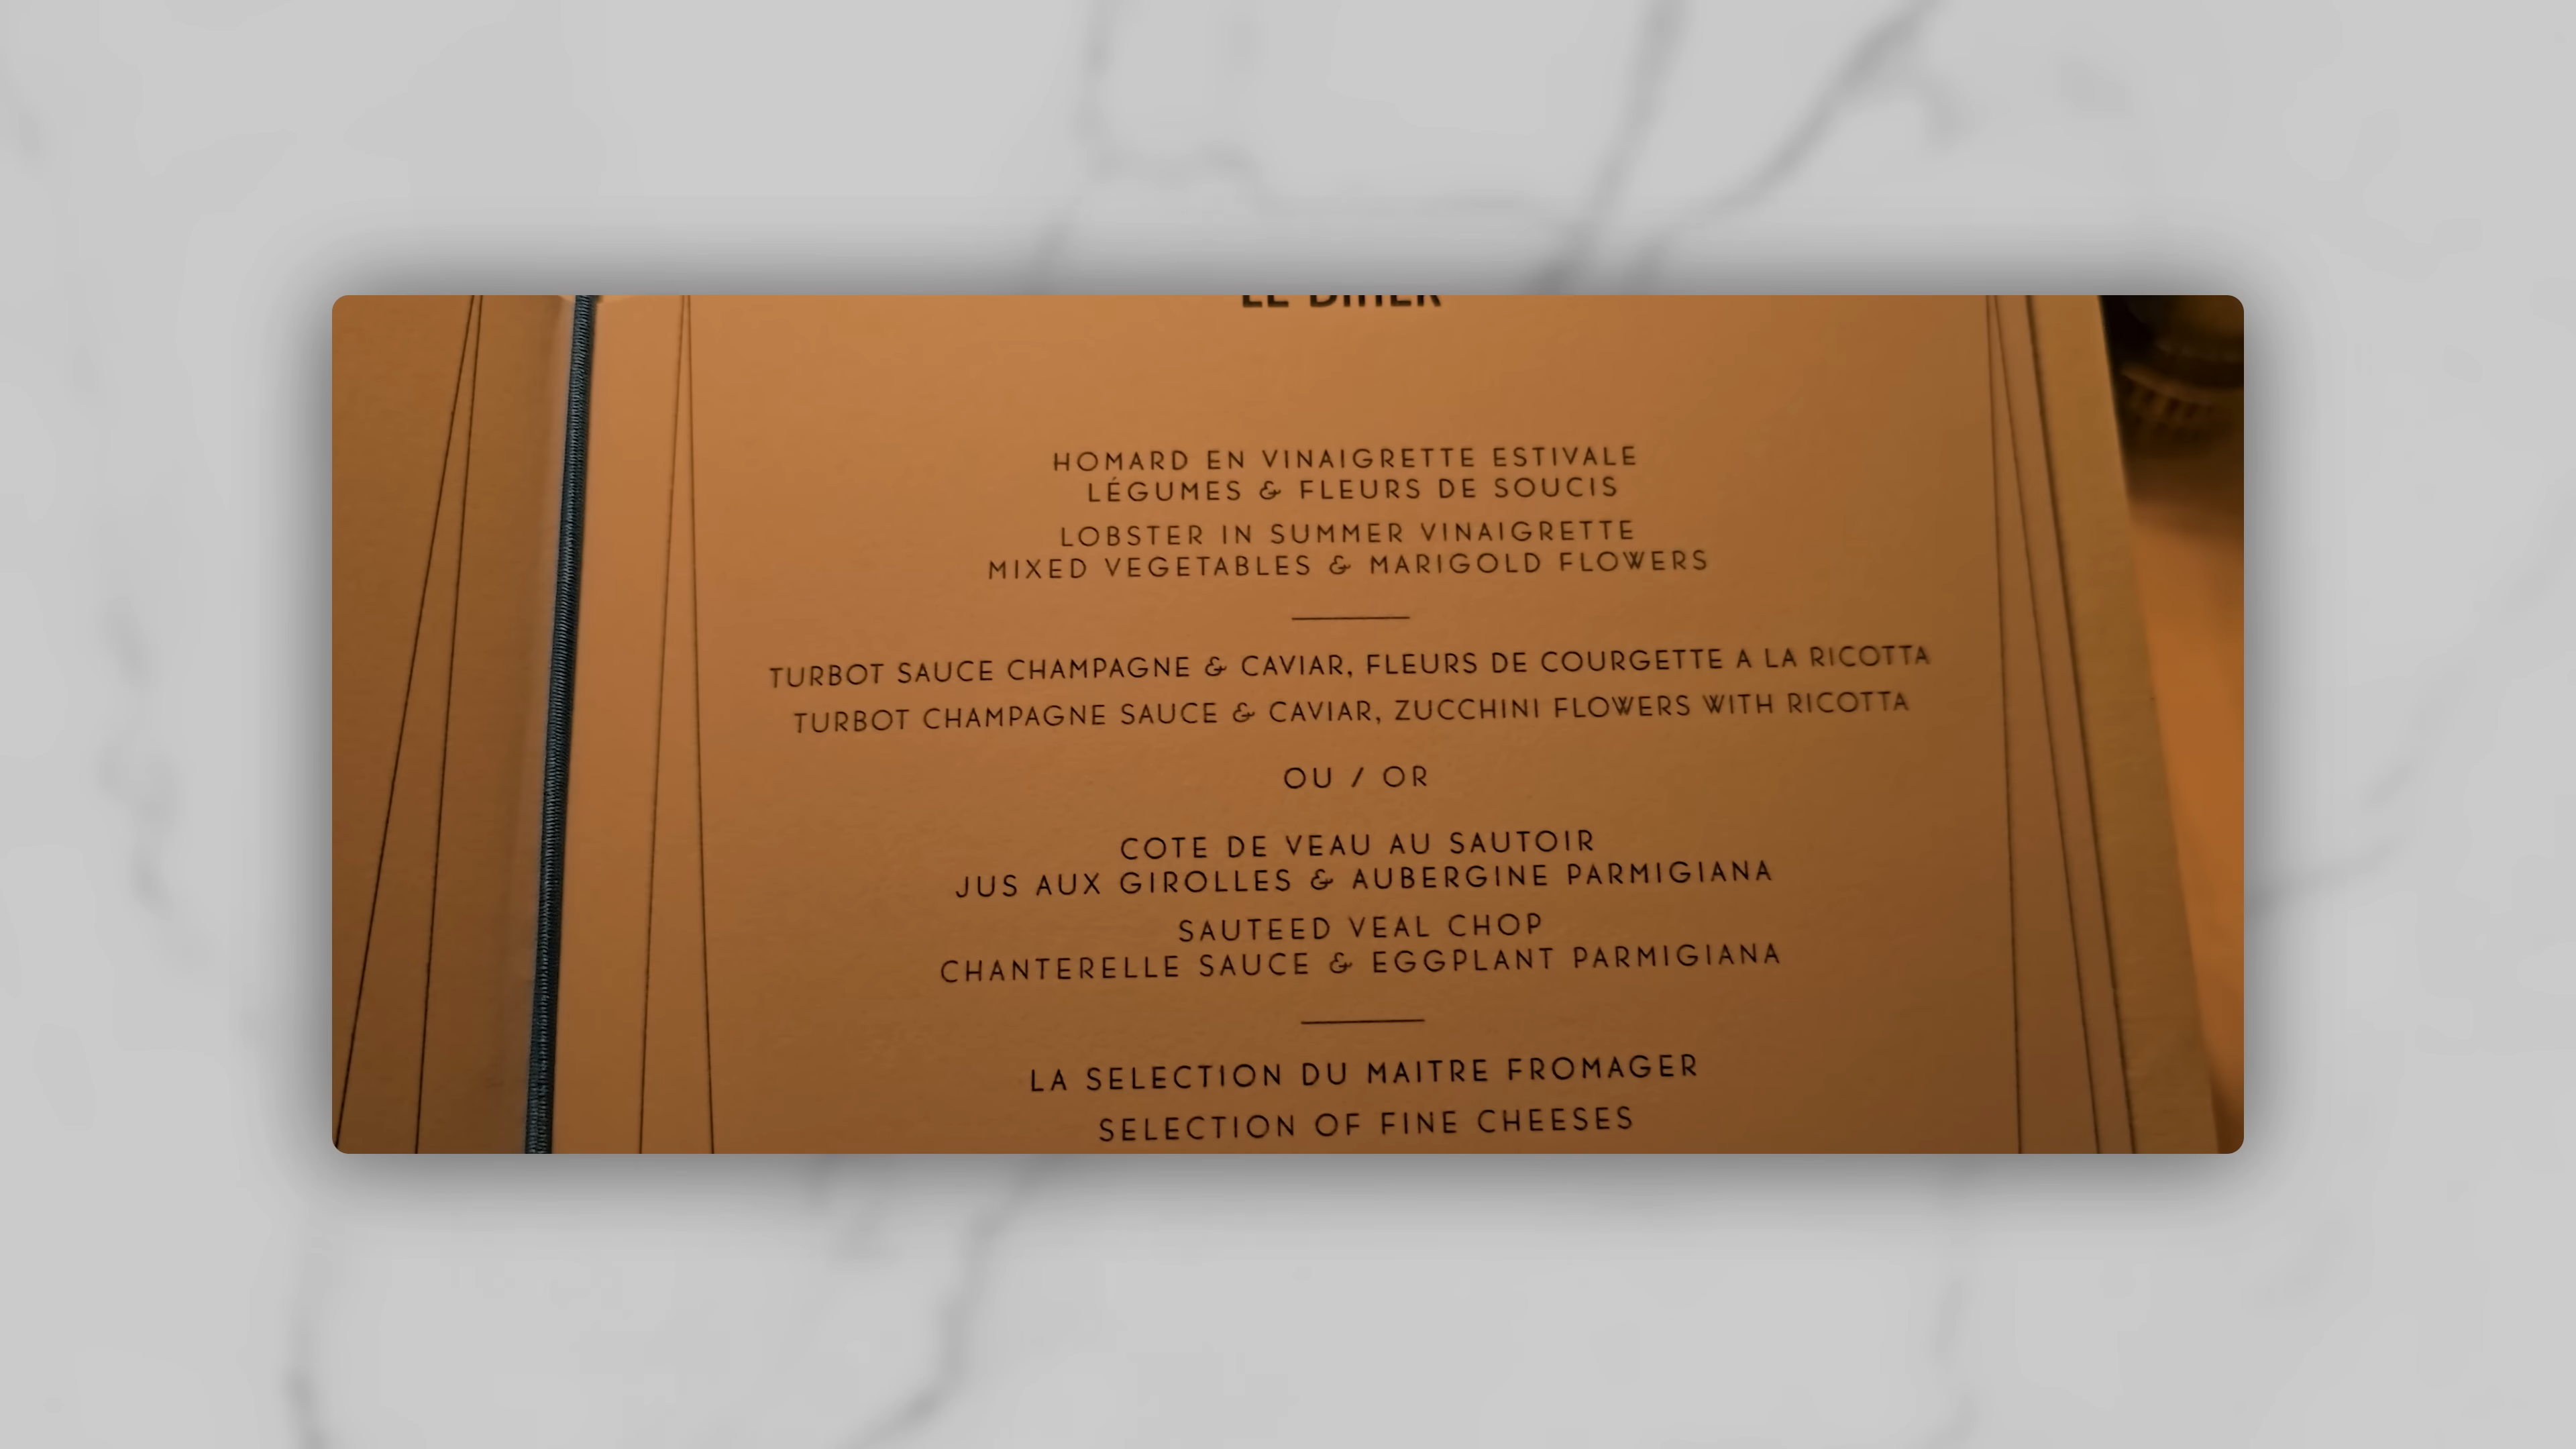 LE DINER
HOMARD EN VINAIGRETTE ESTIVALE
LÉGUMES & FLEURS DE SOUCIS
LOBSTER IN SUMMER VINAIGRETTE
MIXED VEGETABLES & MARIGOLD FLOWERS
TURBOT SAUCE CHAMPAGNE & CAVIAR, FLEURS DE COURGETTE A LA RICOTTA
TURBOT CHAMPAGNE SAUCE & CAVIAR, ZUCCHINI FLOWERS WITH RICOTTA
OU / OR
COTE DE VEAU AU SAUTOIR
JUS AUX GIROLLES & AUBERGINE PARMIGIANA
SAUTEED VEAL CHOP
CHANTERELLE SAUCE & EGGPLANT PARMIGIANA
LA SELECTION DU MAITRE FROMAGER
SELECTION OF FINE CHEESES